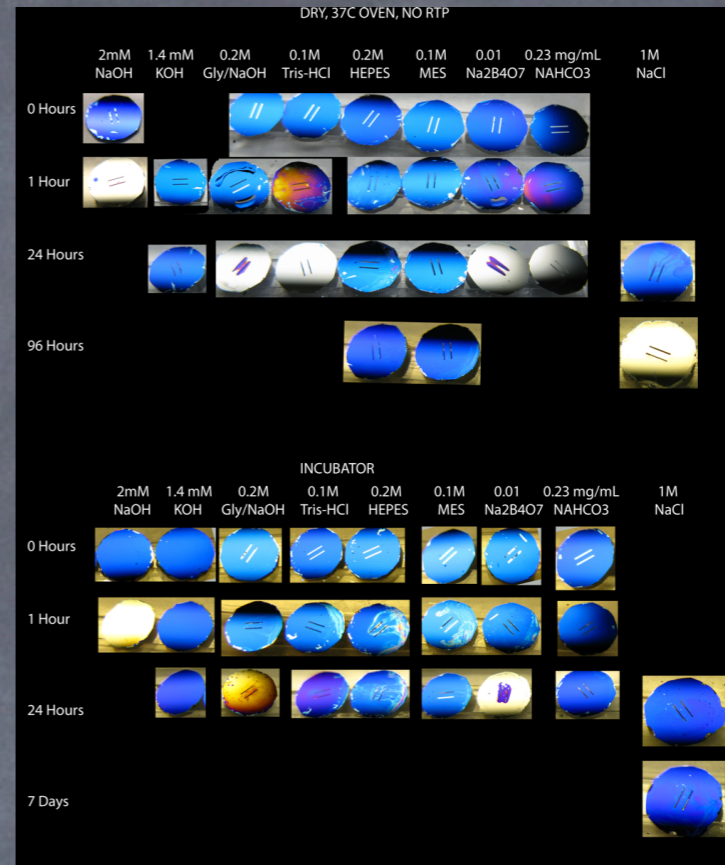 DRY, 37C OVEN, NO RTP
2mM 1.4 mM 0.2M 0.1M 0.2M 0.1M 0.01 0.23 mg/mL 1M
NaOH KOH Gly/NaOH Tris-HCl HEPES MES Na2B4O7 NAHCO3 NaCl
0 Hours
1 Hour
24 Hours
96 Hours
INCUBATOR
2mM 1.4 mM 0.2M 0.1M 0.2M 0.1M 0.01 0.23 mg/mL 1M
NaOH KOH Gly/NaOH Tris-HCl HEPES MES Na2B4O7 NAHCO3 NaCl
0 Hours
1 Hour
24 Hours
7 Days